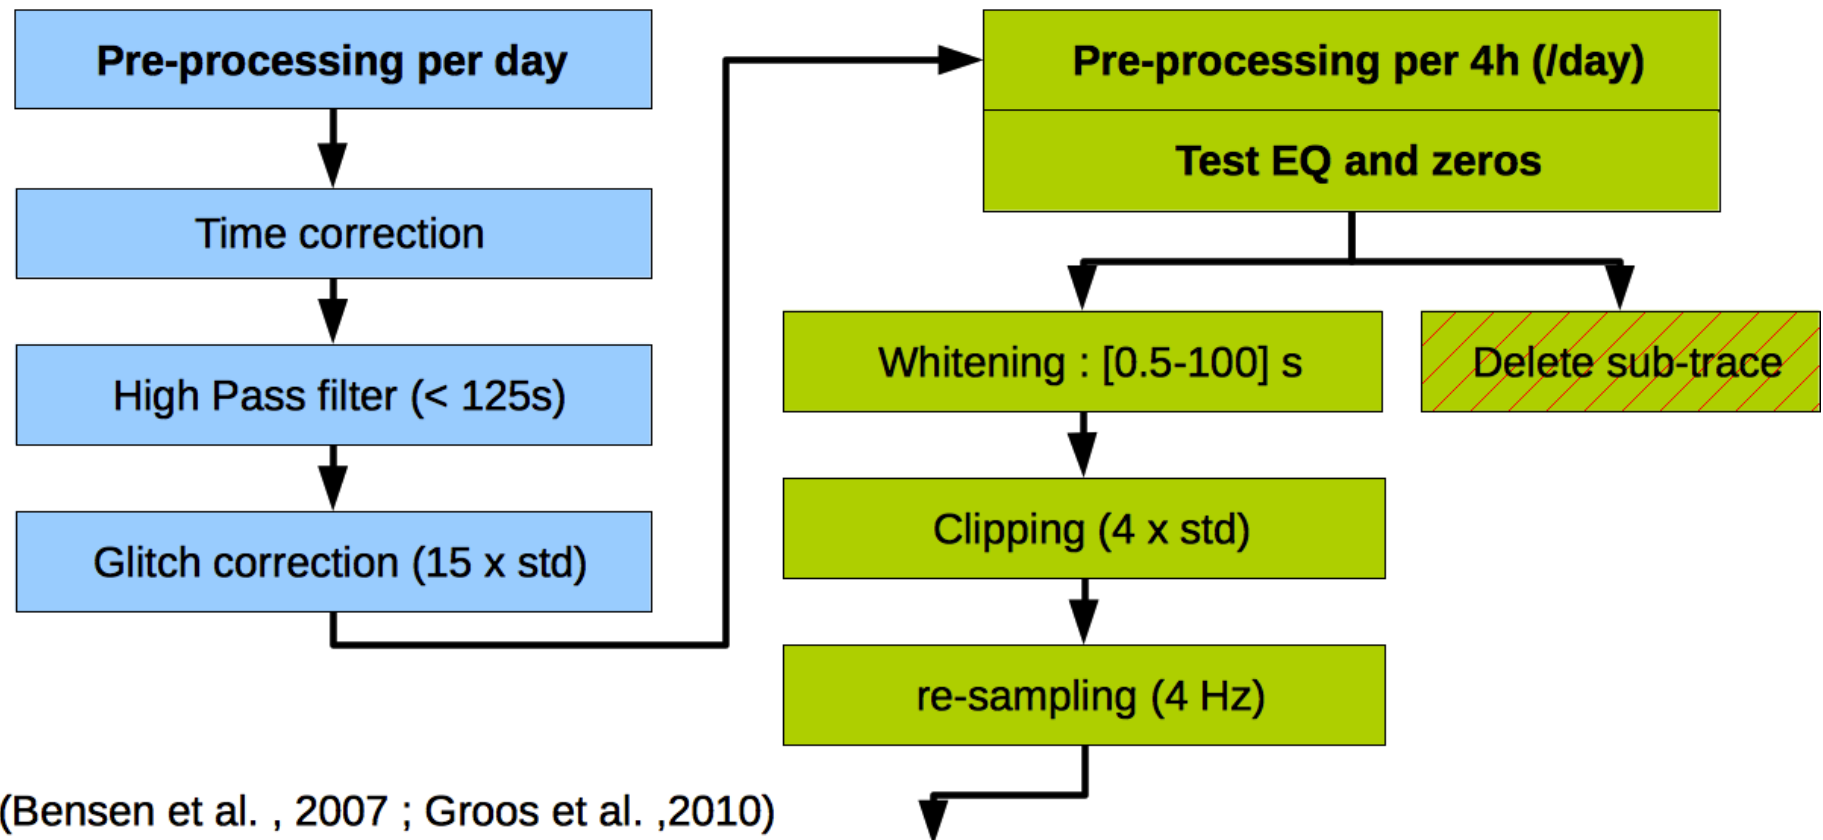 Pre-processing per day
Time correction
High Pass filter (< 125s)
Glitch correction (15 x std)
Pre-processing per 4h (/day)
Test EQ and zeros
Whitening : [0.5-100] s
Delete sub-trace
Clipping (4 x std)
re-sampling (4 Hz)
(Bensen et al. , 2007 ; Groos et al. ,2010)